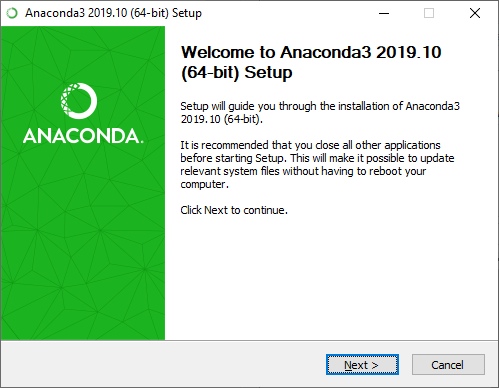 Anaconda3 2019.10 (64-bit) Setup
ANACONDA.
Welcome to Anaconda3 2019.10
(64-bit) Setup
Setup will guide you through the installation of Anaconda3
2019.10 (64-bit).
It is recommended that you close all other applications
before starting Setup. This will make it possible to update
relevant system files without having to reboot your
computer.
Click Next to continue.
Next >
Cancel